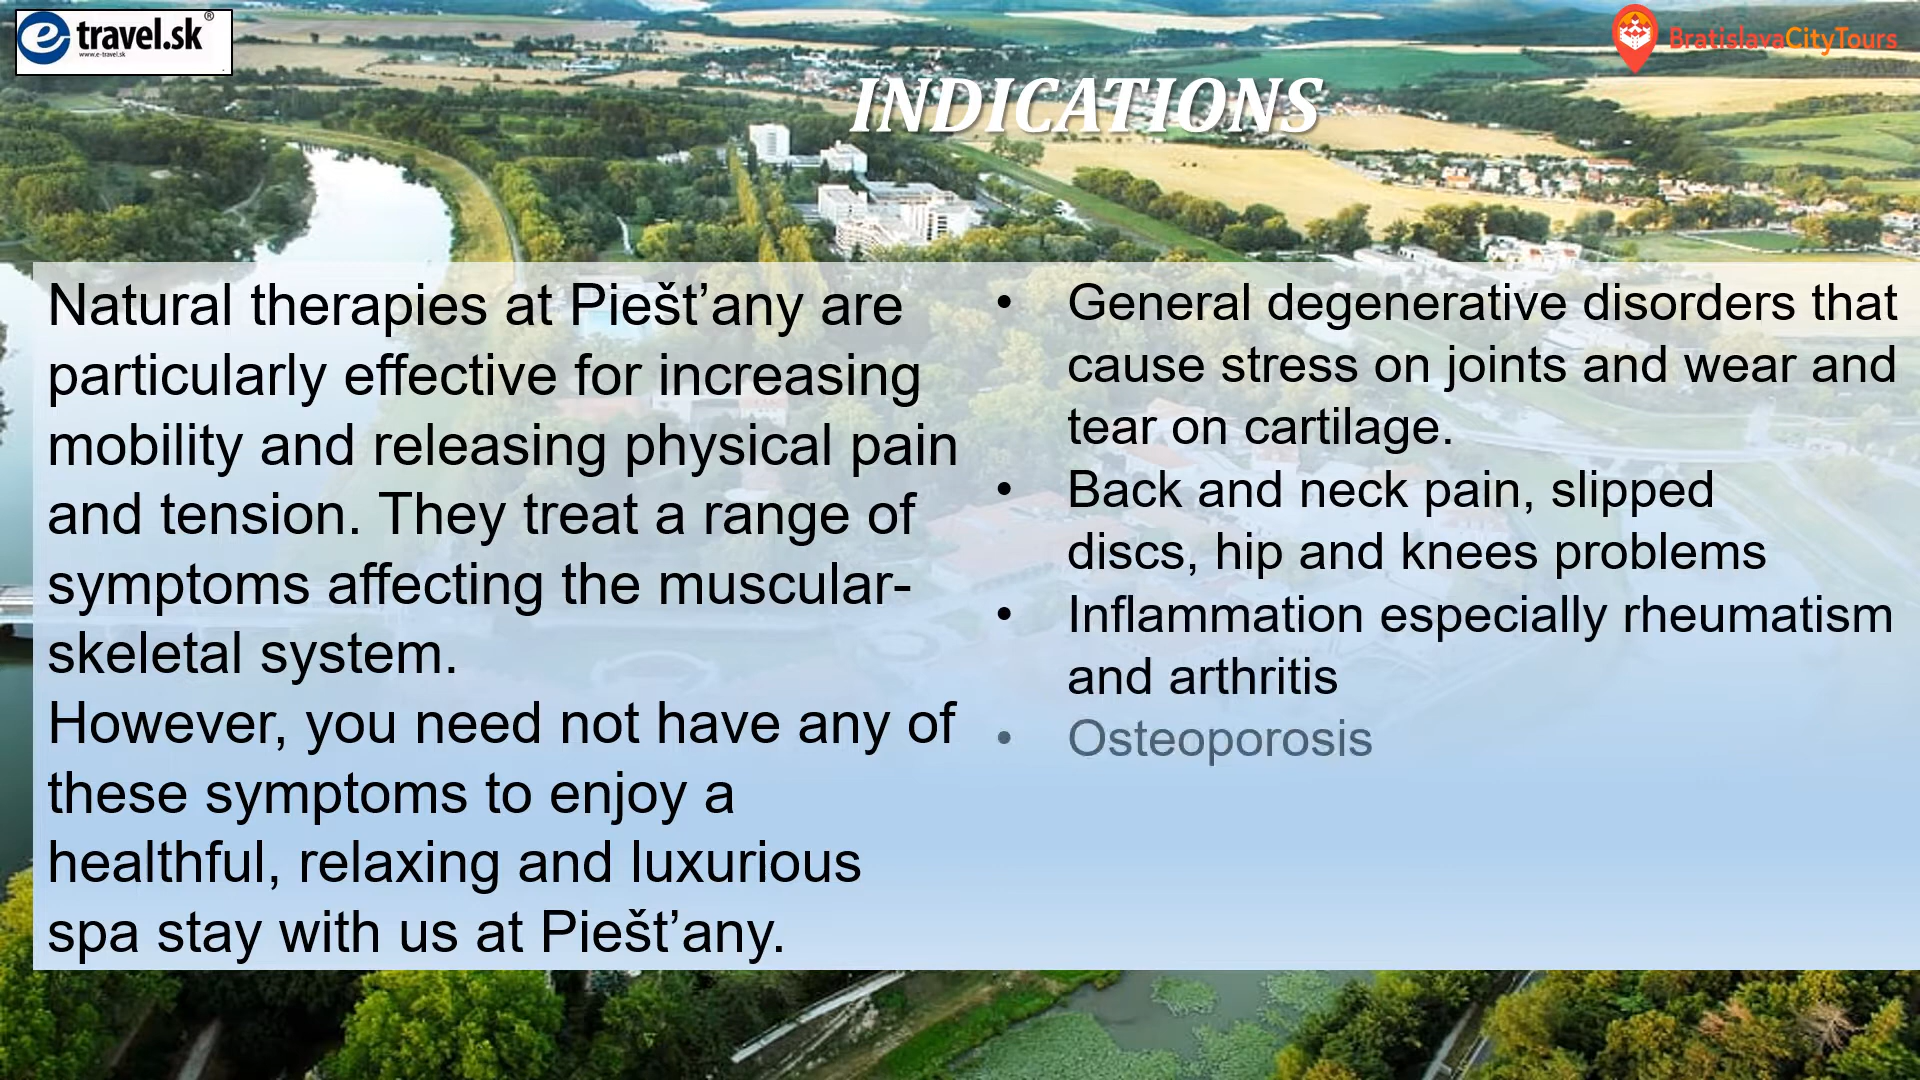 e travel.sk ®
www.e-travel.sk
BratislavaCityTours
INDICATIONS
Natural therapies at Piešt’any are
particularly effective for increasing
mobility and releasing physical pain
and tension. They treat a range of
symptoms affecting the muscular-
skeletal system.
However, you need not have any of
these symptoms to enjoy a
healthful, relaxing and luxurious
spa stay with us at Piešt’any.
• General degenerative disorders that
cause stress on joints and wear and
tear on cartilage.
• Back and neck pain, slipped
discs, hip and knees problems
• Inflammation especially rheumatism
and arthritis
• Osteoporosis